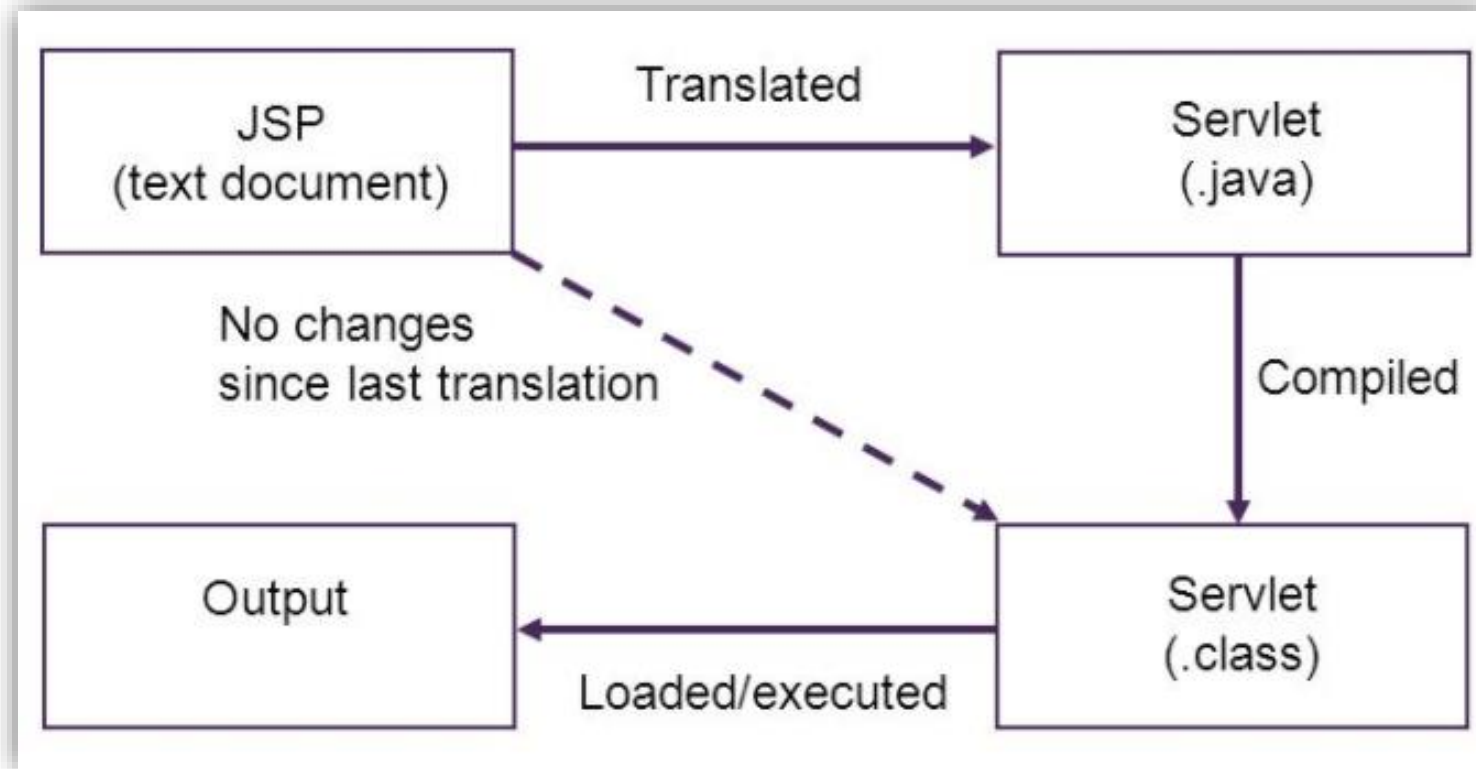 JSP
(text document)
Translated
Servlet
(.java)
No changes
since last translation
Compiled
Output
Loaded/executed
Servlet
(.class)